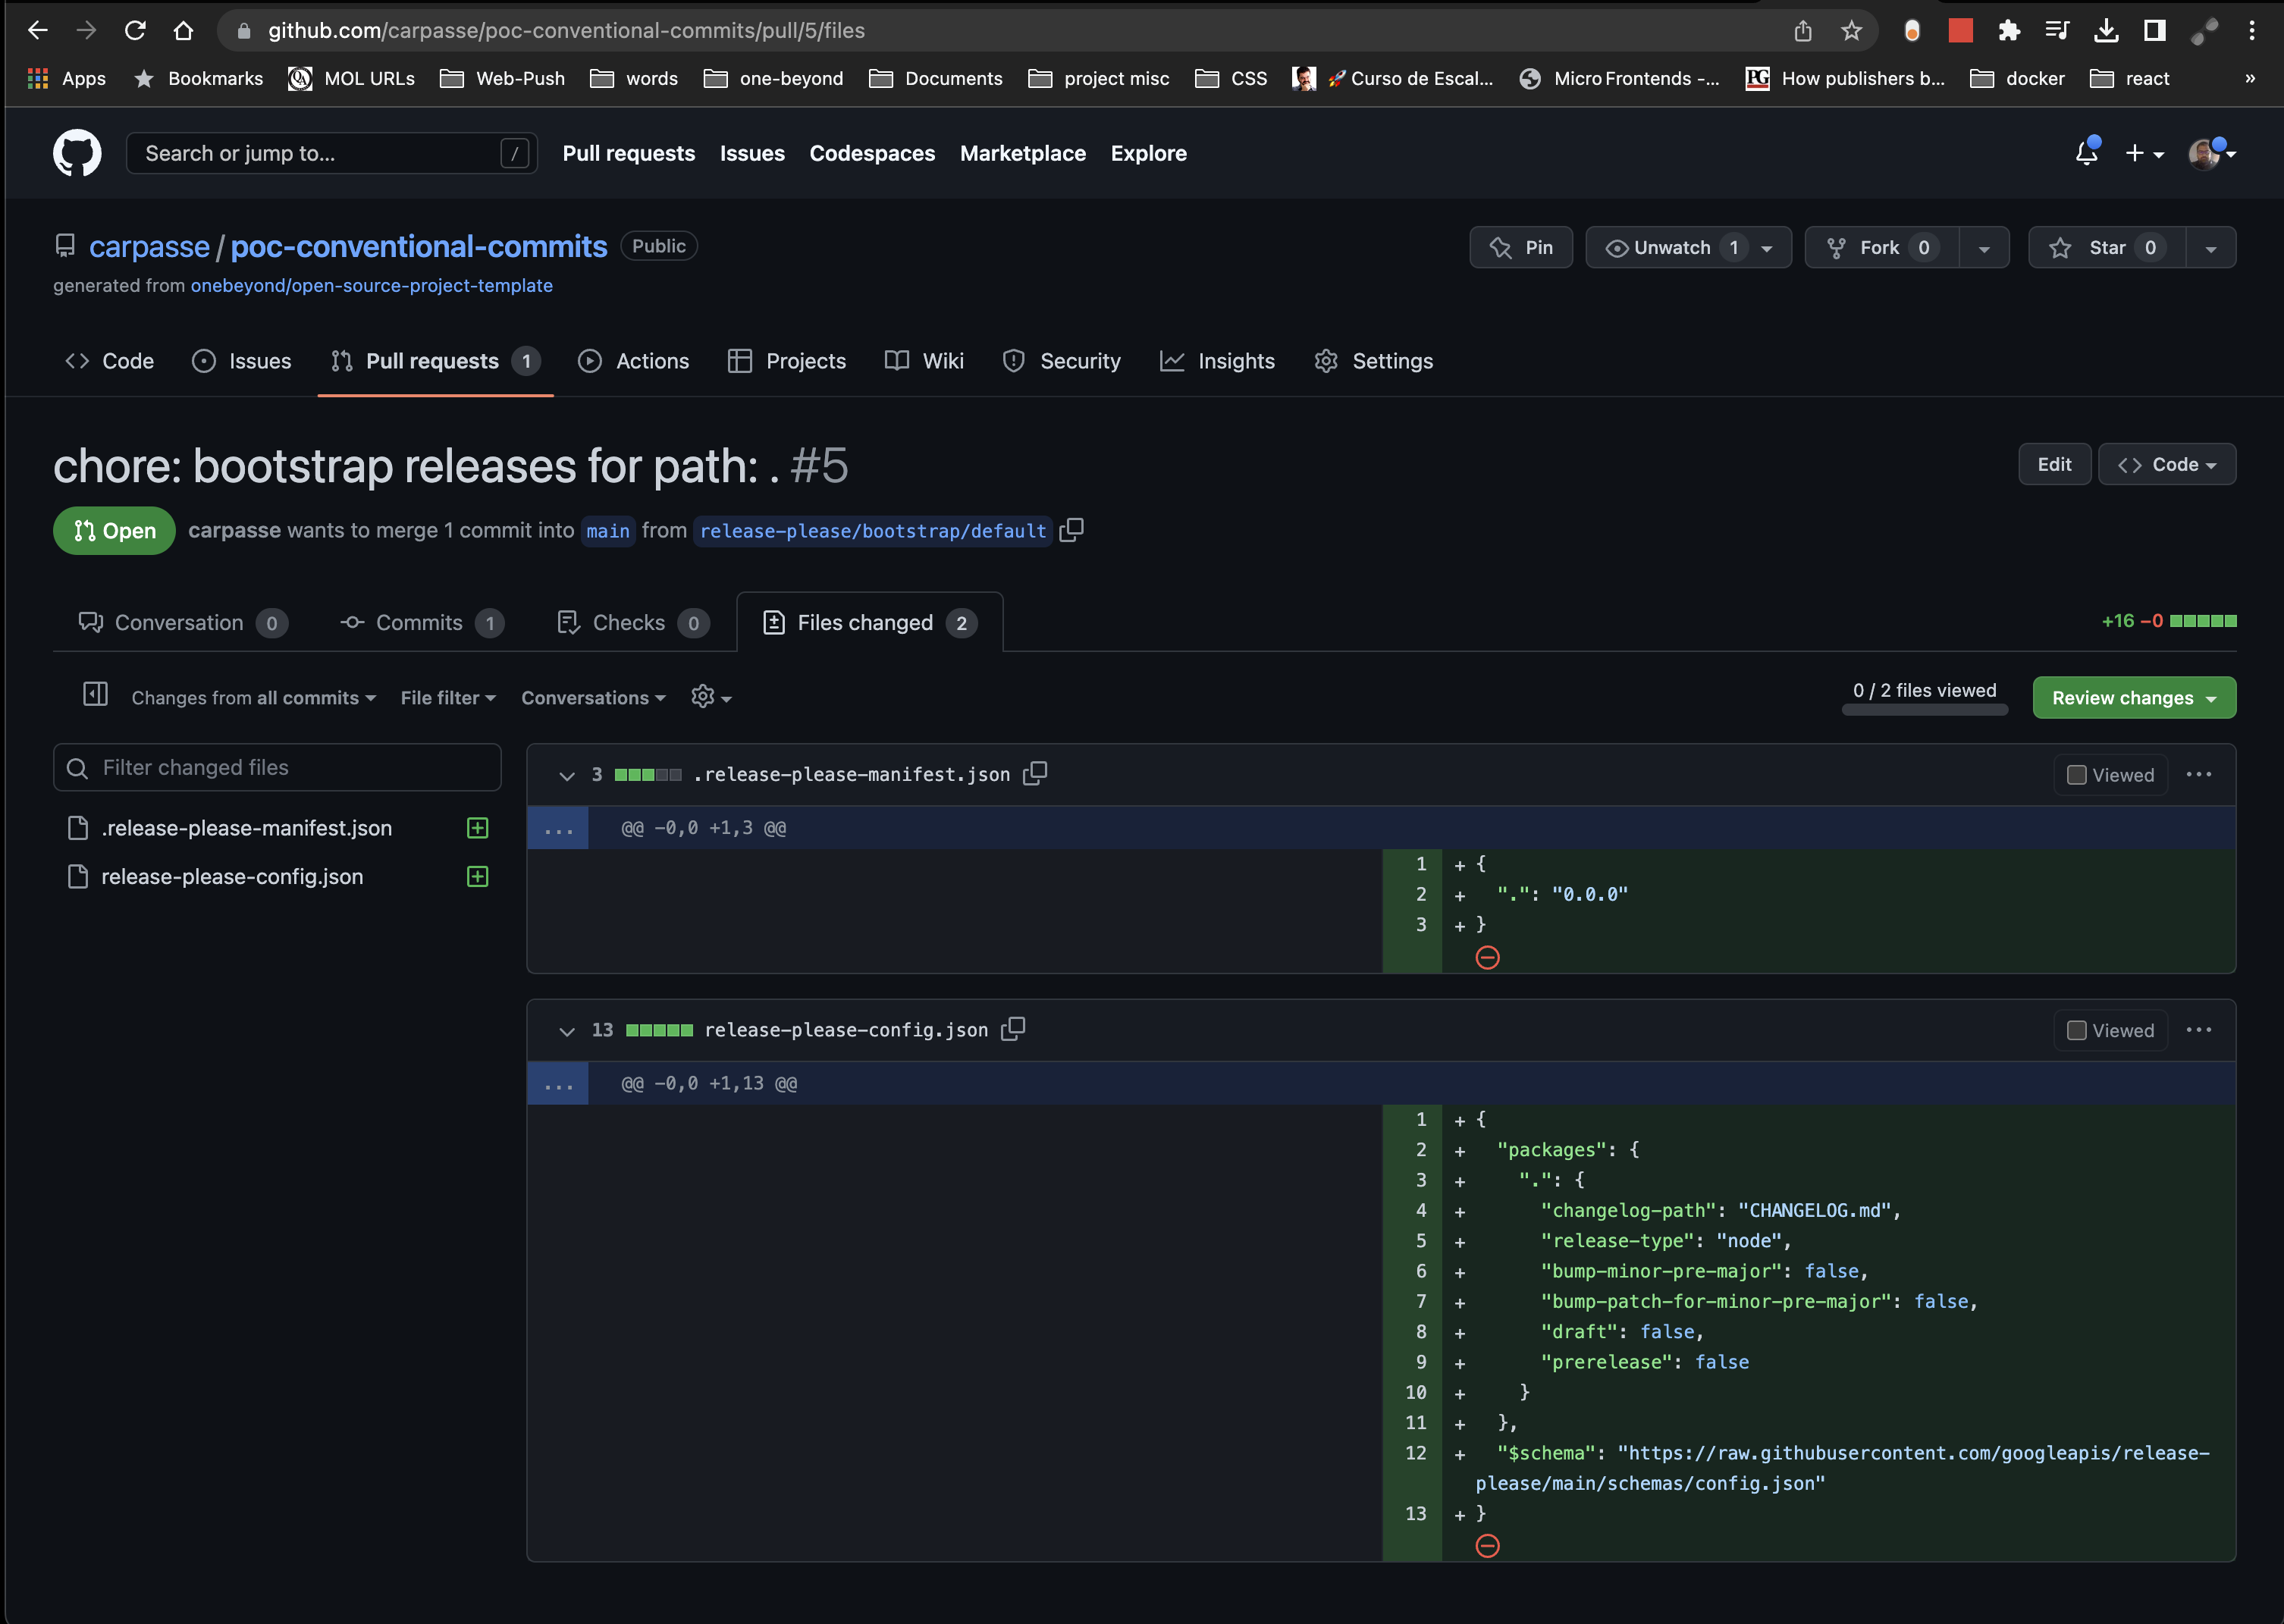 github.com/carpasse/poc-conventional-commits/pull/5/files
Apps Bookmarks MOL URLs Web-Push words one-beyond Documents project misc CSS 🚀 Curso de Escal... Micro Frontends -... How publishers b... docker react »
Search or jump to... / Pull requests Issues Codespaces Marketplace Explore
carpasse / poc-conventional-commits Public Pin Unwatch 1 Fork 0 Star 0
generated from onebeyond/open-source-project-template
Code Issues Pull requests 1 Actions Projects Wiki Security Insights Settings
chore: bootstrap releases for path: . #5 Edit Code
Open carpasse wants to merge 1 commit into main from release-please/bootstrap/default
Conversation 0 Commits 1 Checks 0 Files changed 2 +16 −0
Changes from all commits File filter Conversations 0 / 2 files viewed Review changes
Filter changed files
.release-please-manifest.json
release-please-config.json
3 .release-please-manifest.json Viewed ...
... @@ -0,0 +1,3 @@
1 + {
2 + ".": "0.0.0"
3 + }
13 release-please-config.json Viewed ...
... @@ -0,0 +1,13 @@
1 + {
2 + "packages": {
3 + ".": {
4 + "changelog-path": "CHANGELOG.md",
5 + "release-type": "node",
6 + "bump-minor-pre-major": false,
7 + "bump-patch-for-minor-pre-major": false,
8 + "draft": false,
9 + "prerelease": false
10 + }
11 + },
12 + "$schema": "https://raw.githubusercontent.com/googleapis/release-
please/main/schemas/config.json"
13 + }